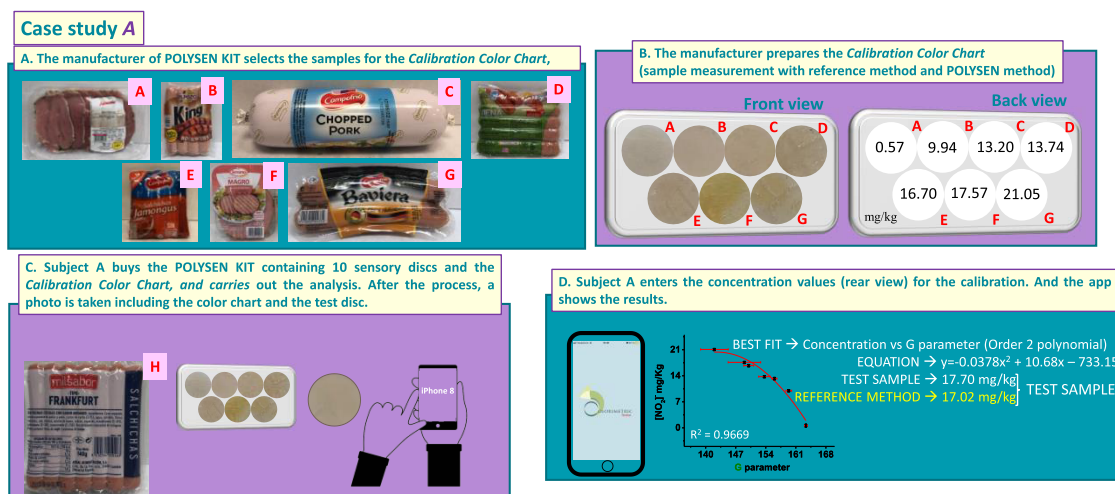 Case study A
A. The manufacturer of POLYSEN KIT selects the samples for the Calibration Color Chart,
A
B
C
D
King
Campofrío
CHOPPED
PORK
E
F
G
Jamongus
MAGRO
Baviera
B. The manufacturer prepares the Calibration Color Chart
(sample measurement with reference method and POLYSEN method)
Front view
Back view
A B C D
E F G
A B C D
0.57 9.94 13.20 13.74
16.70 17.57 21.05
mg/kg
E F G
C. Subject A buys the POLYSEN KIT containing 10 sensory discs and the
Calibration Color Chart, and carries out the analysis. After the process, a
photo is taken including the color chart and the test disc.
H
FRANKFURT
SALCHICHAS
iPhone 8
D. Subject A enters the concentration values (rear view) for the calibration. And the app
shows the results.
BEST FIT → Concentration vs G parameter (Order 2 polynomial)
EQUATION → y=-0.0378x² + 10.68x – 733.15
TEST SAMPLE → 17.70 mg/kg
REFERENCE METHOD → 17.02 mg/kg
TEST SAMPLE
[NO₂⁻] mg/Kg
21
14
7
0
R² = 0.9669
140 147 154 161 168
G parameter